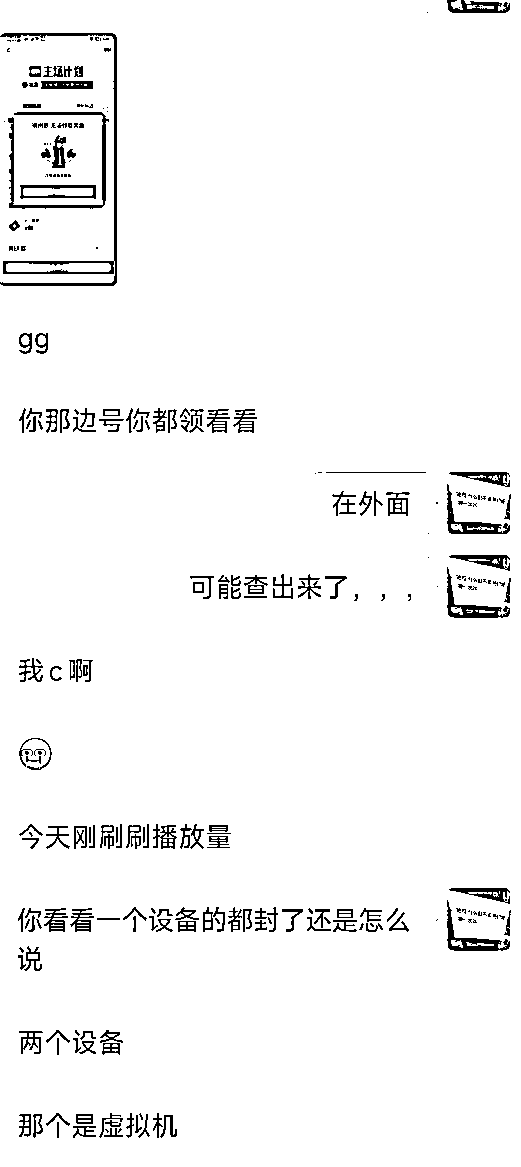 主场计划
gg
你那边号你都领看看
在外面
可能查出来了，，，
我c啊
今天刚刷刷播放量
你看看一个设备的都封了还是怎么
说
两个设备
那个是虚拟机